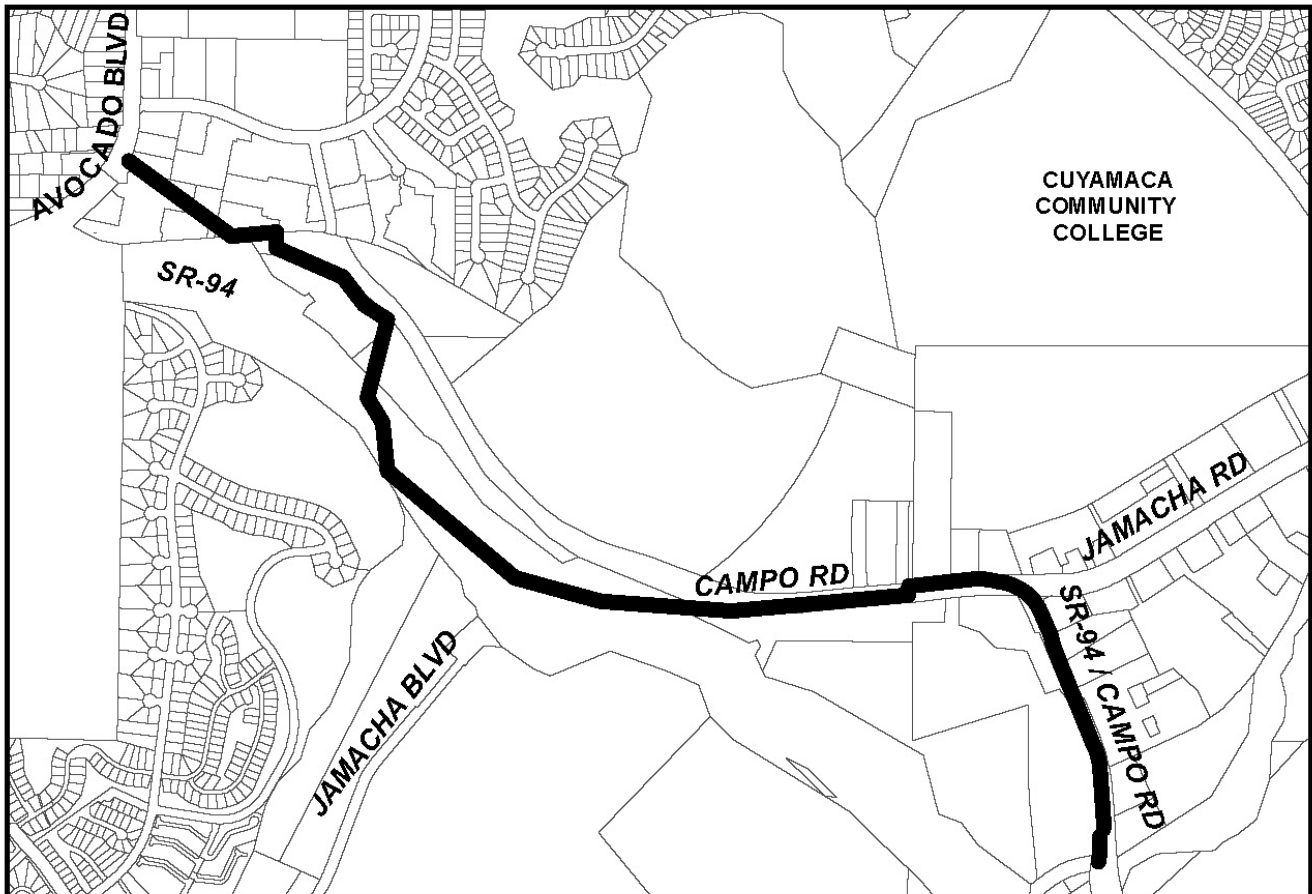 AVOCADO BLVD
CUYAMACA
COMMUNITY
COLLEGE
SR-94
JAMACHA RD
CAMPO RD
SR-94 / CAMPO RD
JAMACHA BLVD